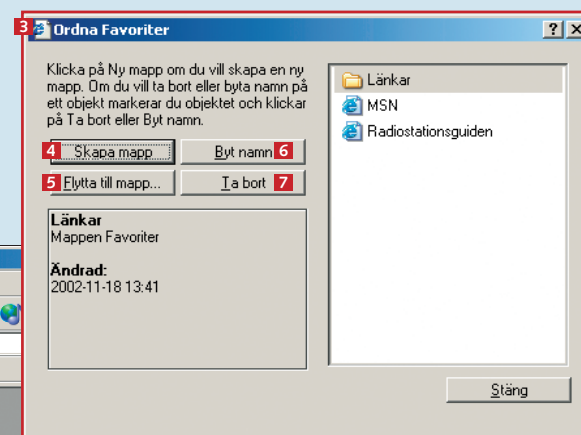 3 Ordna Favoriter
Klicka på Ny mapp om du vill skapa en ny
mapp. Om du vill ta bort eller byta namn på
ett objekt markerar du objektet och klickar
på Ta bort eller Byt namn.
4 Skapa mapp
Byt namn 6
5 Flytta till mapp...
Ta bort 7
Länkar
Mappen Favoriter
Ändrad:
2002-11-18 13:41
Länkar
MSN
Radiostationsguiden
Stäng